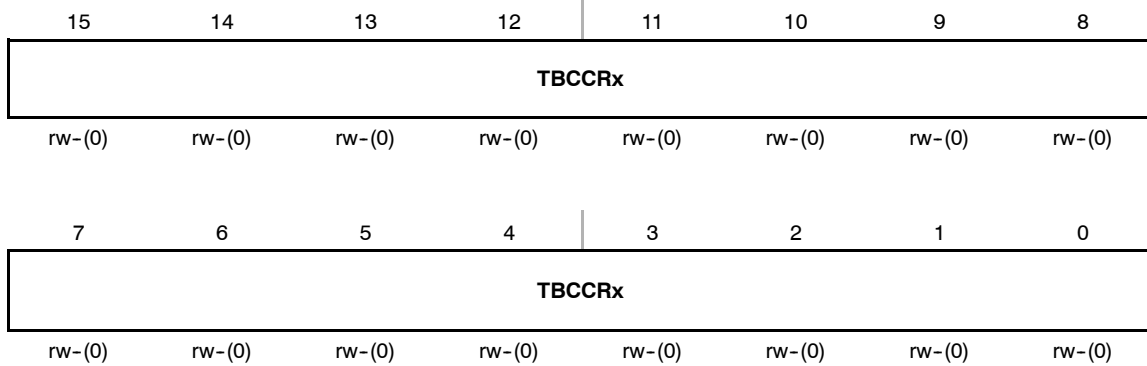 15 14 13 12 11 10 9 8
TBCCRx
rw-(0) rw-(0) rw-(0) rw-(0) rw-(0) rw-(0) rw-(0) rw-(0)
7 6 5 4 3 2 1 0
TBCCRx
rw-(0) rw-(0) rw-(0) rw-(0) rw-(0) rw-(0) rw-(0) rw-(0)